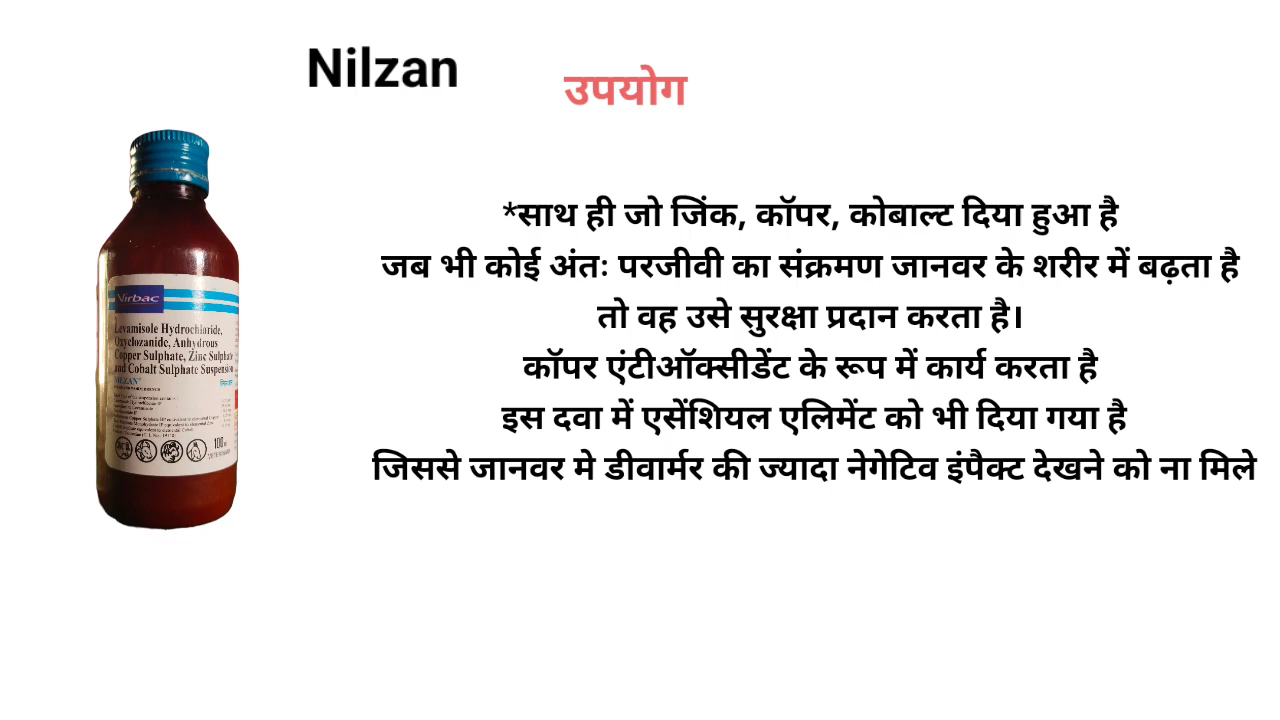 Nilzan
उपयोग
*साथ ही जो जिंक, कॉपर, कोबाल्ट दिया हुआ है
जब भी कोई अंतः परजीवी का संक्रमण जानवर के शरीर में बढ़ता है
तो वह उसे सुरक्षा प्रदान करता है।
कॉपर एंटीऑक्सीडेंट के रूप में कार्य करता है
इस दवा में एसेंशियल एलिमेंट को भी दिया गया है
जिससे जानवर मे डीवार्मर की ज्यादा नेगेटिव इंपैक्ट देखने को ना मिले
Virbac
Levamisole Hydrochloride,
Oxyclozanide, Anhydrous
Copper Sulphate, Zinc Sulphate
and Cobalt Sulphate Suspension
NILZAN
100